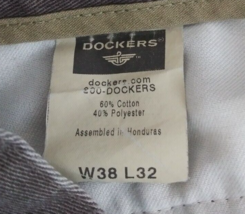 DOCKERS®
dockers.com
800-DOCKERS
60% Cotton
40% Polyester
Assembled in Honduras
W38 L32